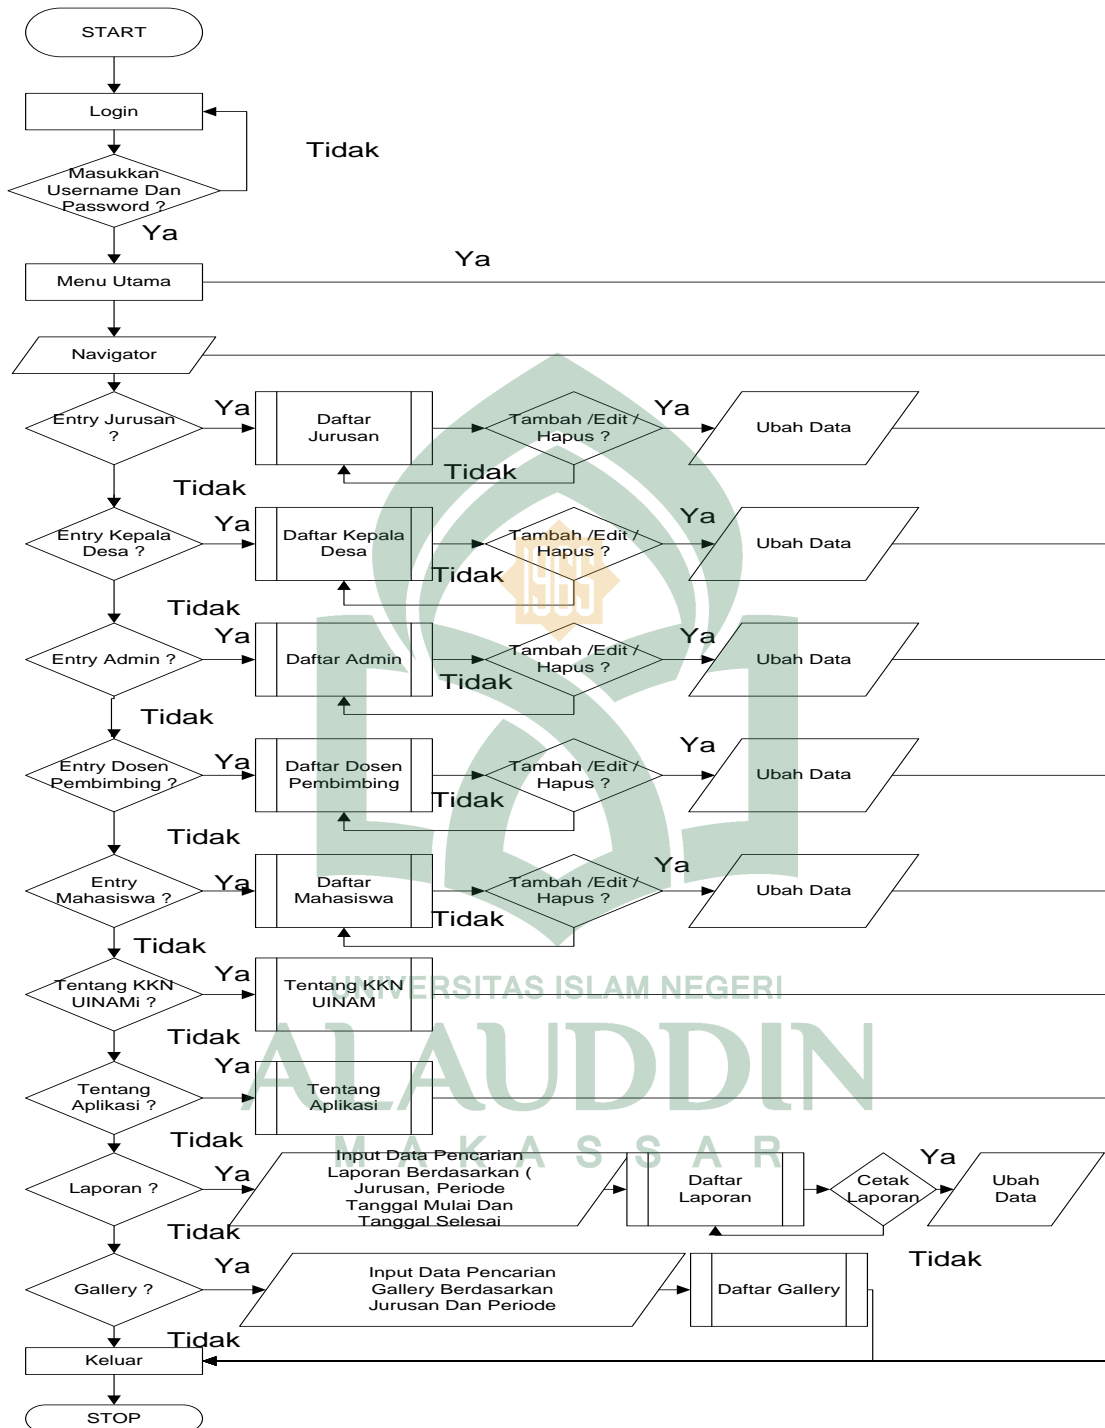 START
Login
Tidak
Masukkan
Username Dan
Password ?
Ya
Ya
Menu Utama
Navigator
Entry Jurusan
?
Ya
Daftar
Jurusan
Tambah /Edit /
Hapus ?
Ya
Ubah Data
Tidak
Tidak
Entry Kepala
Desa ?
Ya
Daftar Kepala
Desa
Tambah /Edit /
Hapus ?
Ya
Ubah Data
1965
Tidak
Tidak
Entry Admin ?
Ya
Daftar Admin
Tambah /Edit /
Hapus ?
Ya
Ubah Data
Tidak
Tidak
Entry Dosen
Pembimbing ?
Ya
Daftar Dosen
Pembimbing
Tambah /Edit /
Hapus ?
Ya
Ubah Data
Tidak
Tidak
Entry
Mahasiswa ?
Ya
Daftar
Mahasiswa
Tambah /Edit /
Hapus ?
Ya
Ubah Data
Tidak
Tidak
Tentang KKN
UINAMi ?
Ya
Tentang KKN
UINAM
UNIVERSITAS ISLAM NEGERI
Tidak
ALAUDDIN
Tentang
Aplikasi ?
Ya
Tentang
Aplikasi
Tidak
MAKASSAR
Laporan ?
Ya
Input Data Pencarian
Laporan Berdasarkan (
Jurusan, Periode
Tanggal Mulai Dan
Tanggal Selesai
Daftar
Laporan
Cetak
Laporan
Ya
Ubah
Data
Tidak
Tidak
Gallery ?
Ya
Input Data Pencarian
Gallery Berdasarkan
Jurusan Dan Periode
Daftar Gallery
Tidak
Keluar
STOP